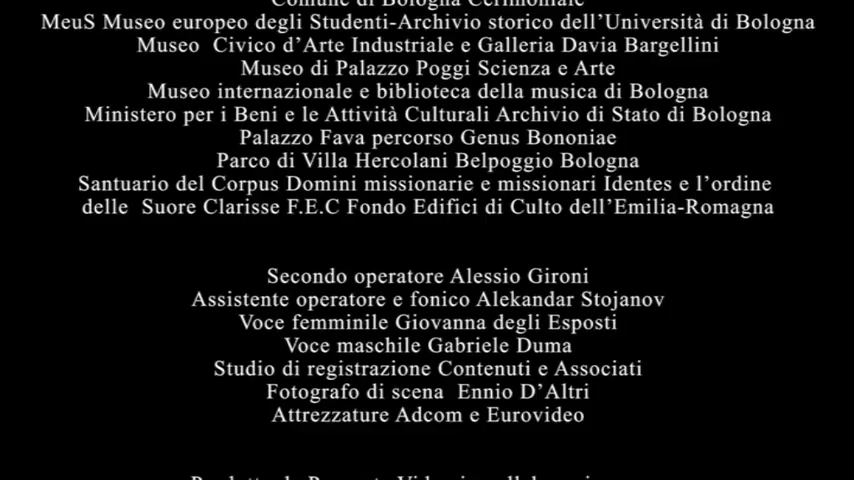 Comune di Bologna Cerimoniale
MeuS Museo europeo degli Studenti-Archivio storico dell’Università di Bologna
Museo  Civico d’Arte Industriale e Galleria Davia Bargellini
Museo di Palazzo Poggi Scienza e Arte
Museo internazionale e biblioteca della musica di Bologna
Ministero per i Beni e le Attività Culturali Archivio di Stato di Bologna
Palazzo Fava percorso Genus Bononiae
Parco di Villa Hercolani Belpoggio Bologna
Santuario del Corpus Domini missionarie e missionari Identes e l’ordine
delle  Suore Clarisse F.E.C Fondo Edifici di Culto dell’Emilia-Romagna
Secondo operatore Alessio Gironi
Assistente operatore e fonico Alekandar Stojanov
Voce femminile Giovanna degli Esposti
Voce maschile Gabriele Duma
Studio di registrazione Contenuti e Associati
Fotografo di scena  Ennio D’Altri
Attrezzature Adcom e Eurovideo